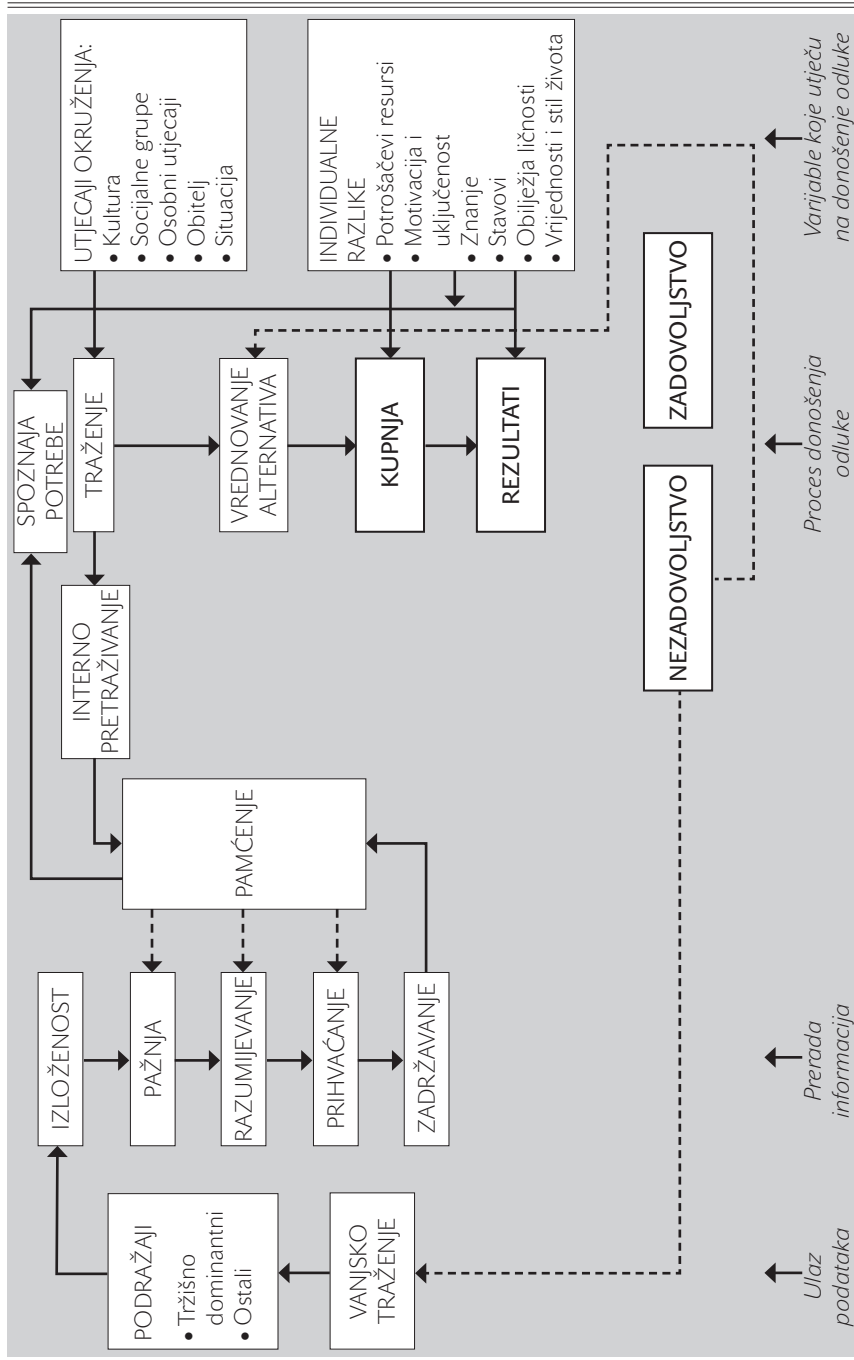 PODRAŽAJI
• Tržišno
dominantni
• Ostali
VANJSKO
TRAŽENJE
IZLOŽENOST
PAŽNJA
RAZUMIJEVANJE
PRIHVAĆANJE
ZADRŽAVANJE
PAMĆENJE
INTERNO
PRETRAŽIVANJE
SPOZNAJA
POTREBE
TRAŽENJE
VREDNOVANJE
ALTERNATIVA
KUPNJA
REZULTATI
NEZADOVOLJSTVO
ZADOVOLJSTVO
UTJECAJI OKRUŽENJA:
• Kultura
• Socijalne grupe
• Osobni utjecaji
• Obitelj
• Situacija
INDIVIDUALNE
RAZLIKE
• Potrošačevi resursi
• Motivacija i
uključenost
• Znanje
• Stavovi
• Obilježja ličnosti
• Vrijednosti i stil života
Ulaz
podataka
Prerada
informacija
Proces donošenja
odluke
Varijable koje utječu
na donošenje odluke